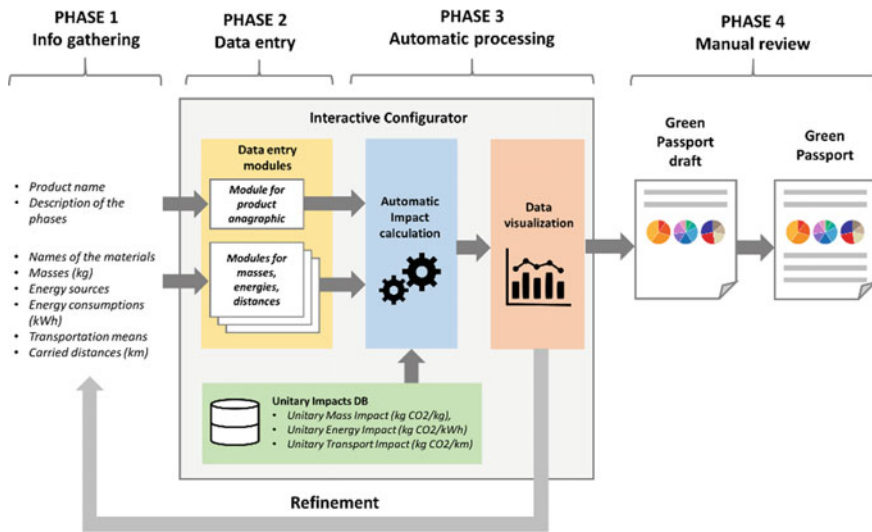 PHASE 1
Info gathering
PHASE 2
Data entry
PHASE 3
Automatic processing
PHASE 4
Manual review
Interactive Configurator
Data entry
modules
Module for
product
anagraphic
Modules for
masses,
energies,
distances
Automatic
Impact
calculation
Data
visualization
Green
Passport
draft
Green
Passport
• Product name
• Description of the
phases
• Names of the materials
• Masses (kg)
• Energy sources
• Energy consumptions
(kWh)
• Transportation means
• Carried distances (km)
Unitary Impacts DB
• Unitary Mass Impact (kg CO2/kg),
• Unitary Energy Impact (kg CO2/kWh)
• Unitary Transport Impact (kg CO2/km)
Refinement